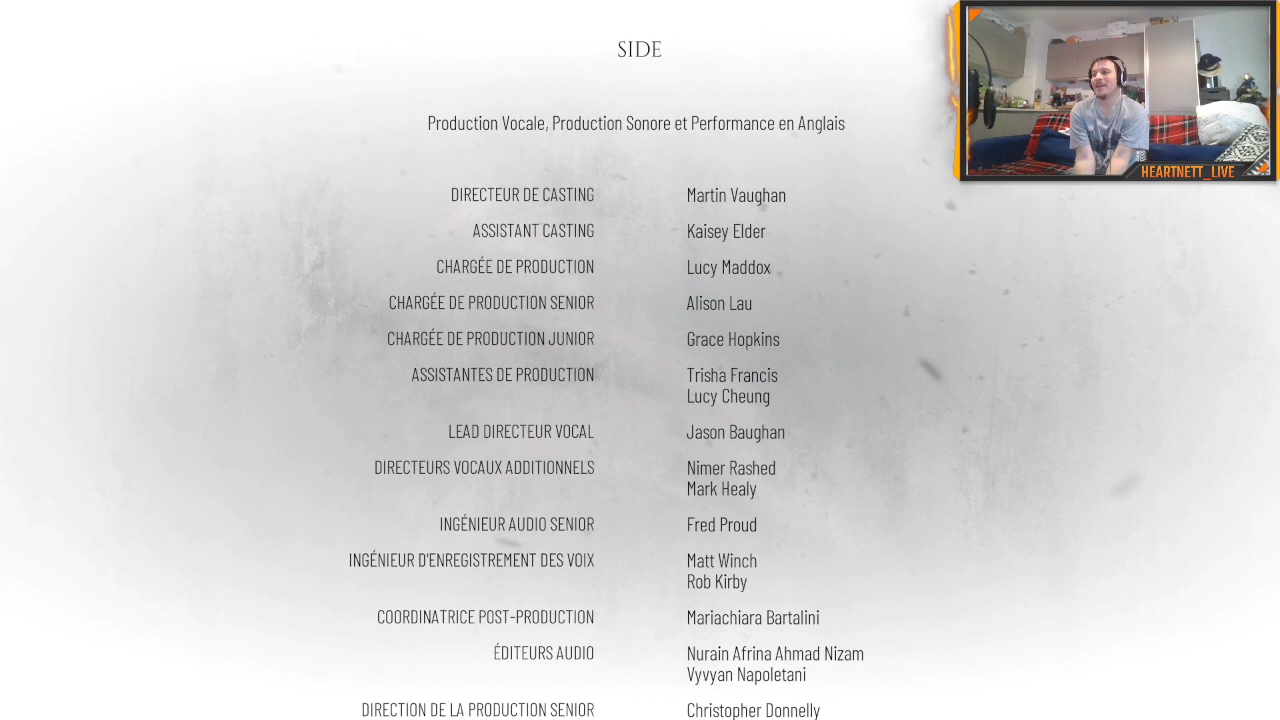 SIDE
Production Vocale, Production Sonore et Performance en Anglais
DIRECTEUR DE CASTING Martin Vaughan
ASSISTANT CASTING Kaisey Elder
CHARGÉE DE PRODUCTION Lucy Maddox
CHARGÉE DE PRODUCTION SENIOR Alison Lau
CHARGÉE DE PRODUCTION JUNIOR Grace Hopkins
ASSISTANTES DE PRODUCTION Trisha Francis
Lucy Cheung
LEAD DIRECTEUR VOCAL Jason Baughan
DIRECTEURS VOCAUX ADDITIONNELS Nimer Rashed
Mark Healy
INGÉNIEUR AUDIO SENIOR Fred Proud
INGÉNIEUR D'ENREGISTREMENT DES VOIX Matt Winch
Rob Kirby
COORDINATRICE POST-PRODUCTION Mariachiara Bartalini
ÉDITEURS AUDIO Nurain Afrina Ahmad Nizam
Vyvyan Napoletani
DIRECTION DE LA PRODUCTION SENIOR Christopher Donnelly
HEARTNETT_LIVE